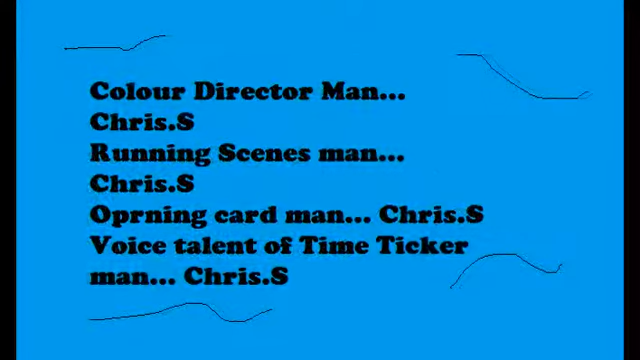 Colour Director Man...
Chris.S
Running Scenes man...
Chris.S
Oprning card man... Chris.S
Voice talent of Time Ticker
man... Chris.S